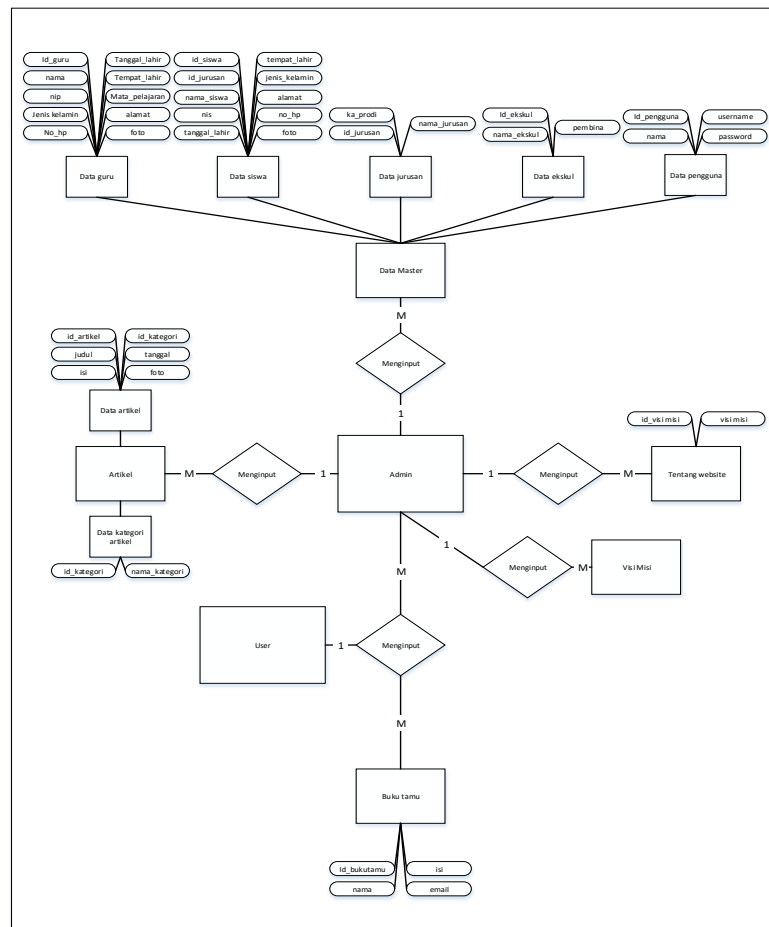 Id_guru
nama
nip
Jenis kelamin
No_hp
Tanggal_lahir
Tempat_lahir
Mata_pelajaran
alamat
foto
Data guru
id_siswa
id_jurusan
nama_siswa
nis
tanggal_lahir
tempat_lahir
jenis_kelamin
alamat
no_hp
foto
Data siswa
ka_prodi
id_jurusan
nama_jurusan
Data jurusan
Id_ekskul
nama_ekskul
pembina
Data ekskul
Id_pengguna
nama
username
password
Data pengguna
Data Master
M
Menginput
1
id_artikel
judul
isi
id_kategori
tanggal
foto
Data artikel
Artikel
M
Menginput
1
Admin
1
Menginput
M
id_visi misi
visi misi
Tentang website
Data kategori
artikel
id_kategori
nama_kategori
1
Menginput
M
Visi Misi
M
User
1
Menginput
M
Buku tamu
Id_bukutamu
nama
isi
email